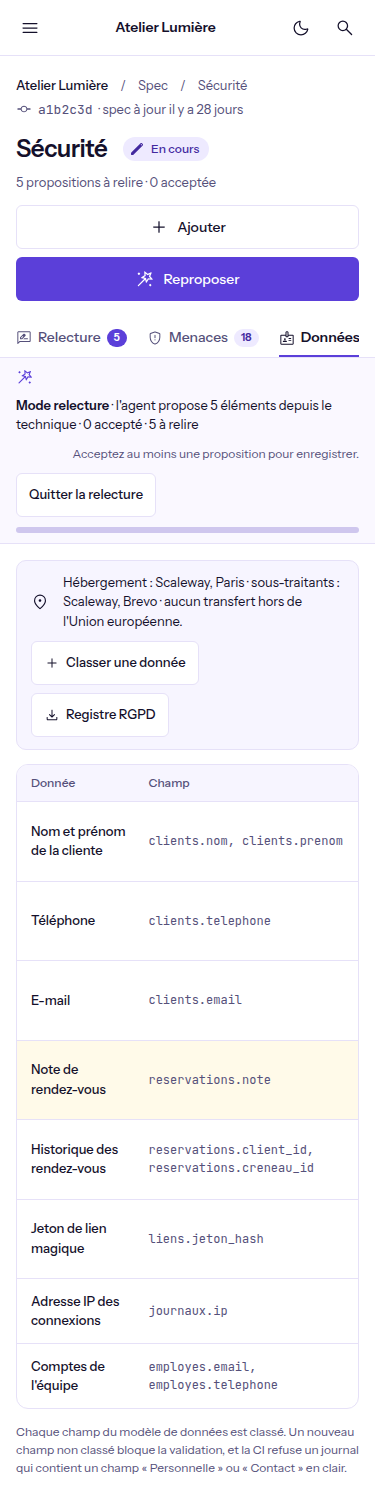 Atelier Lumière
Atelier Lumière / Spec / Sécurité
a1b2c3d · spec à jour il y a 28 jours
Sécurité En cours
5 propositions à relire · 0 acceptée
Ajouter
Reproposer
Relecture 5 Menaces 18 Données
Mode relecture · l'agent propose 5 éléments depuis le
technique · 0 accepté · 5 à relire
Acceptez au moins une proposition pour enregistrer.
Quitter la relecture
Hébergement : Scaleway, Paris · sous-traitants :
Scaleway, Brevo · aucun transfert hors de
l'Union européenne.
Classer une donnée
Registre RGPD
Donnée Champ
Nom et prénom
de la cliente
clients.nom, clients.prenom
Téléphone clients.telephone
E-mail clients.email
Note de
rendez-vous
reservations.note
Historique des
rendez-vous
reservations.client_id,
reservations.creneau_id
Jeton de lien
magique
liens.jeton_hash
Adresse IP des
connexions
journaux.ip
Comptes de
l'équipe
employes.email,
employes.telephone
Chaque champ du modèle de données est classé. Un nouveau
champ non classé bloque la validation, et la CI refuse un journal
qui contient un champ « Personnelle » ou « Contact » en clair.